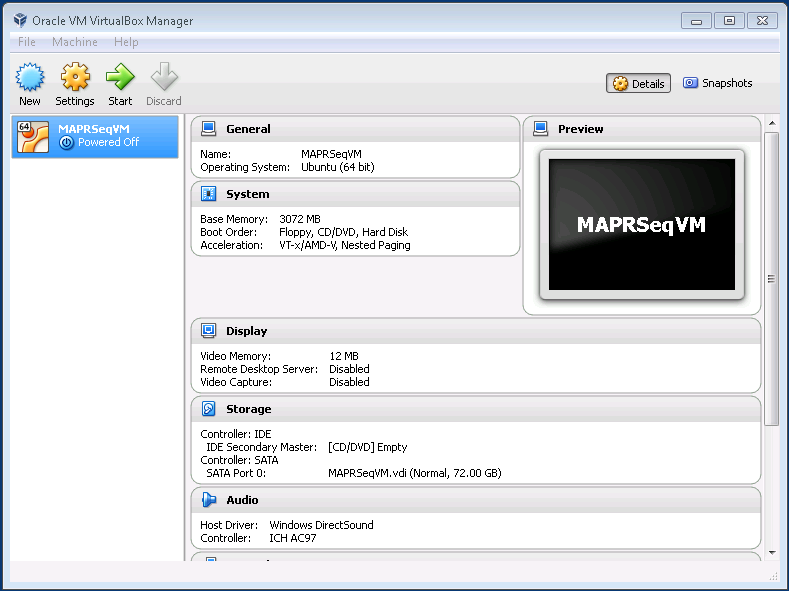 Oracle VM VirtualBox Manager
File Machine Help
New Settings Start Discard
Details Snapshots
64 MAPRSeqVM
Powered Off
General
Name: MAPRSeqVM
Operating System: Ubuntu (64 bit)
System
Base Memory: 3072 MB
Boot Order: Floppy, CD/DVD, Hard Disk
Acceleration: VT-x/AMD-V, Nested Paging
Preview
MAPRSeqVM
Display
Video Memory: 12 MB
Remote Desktop Server: Disabled
Video Capture: Disabled
Storage
Controller: IDE
IDE Secondary Master: [CD/DVD] Empty
Controller: SATA
SATA Port 0: MAPRSeqVM.vdi (Normal, 72.00 GB)
Audio
Host Driver: Windows DirectSound
Controller: ICH AC97